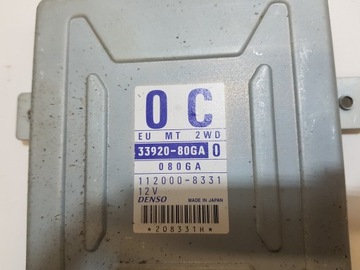 0 C
EU MT 2WD
33920-80GA 0
080GA
112000-8331
12V
DENSO MADE IN JAPAN
*208331H*